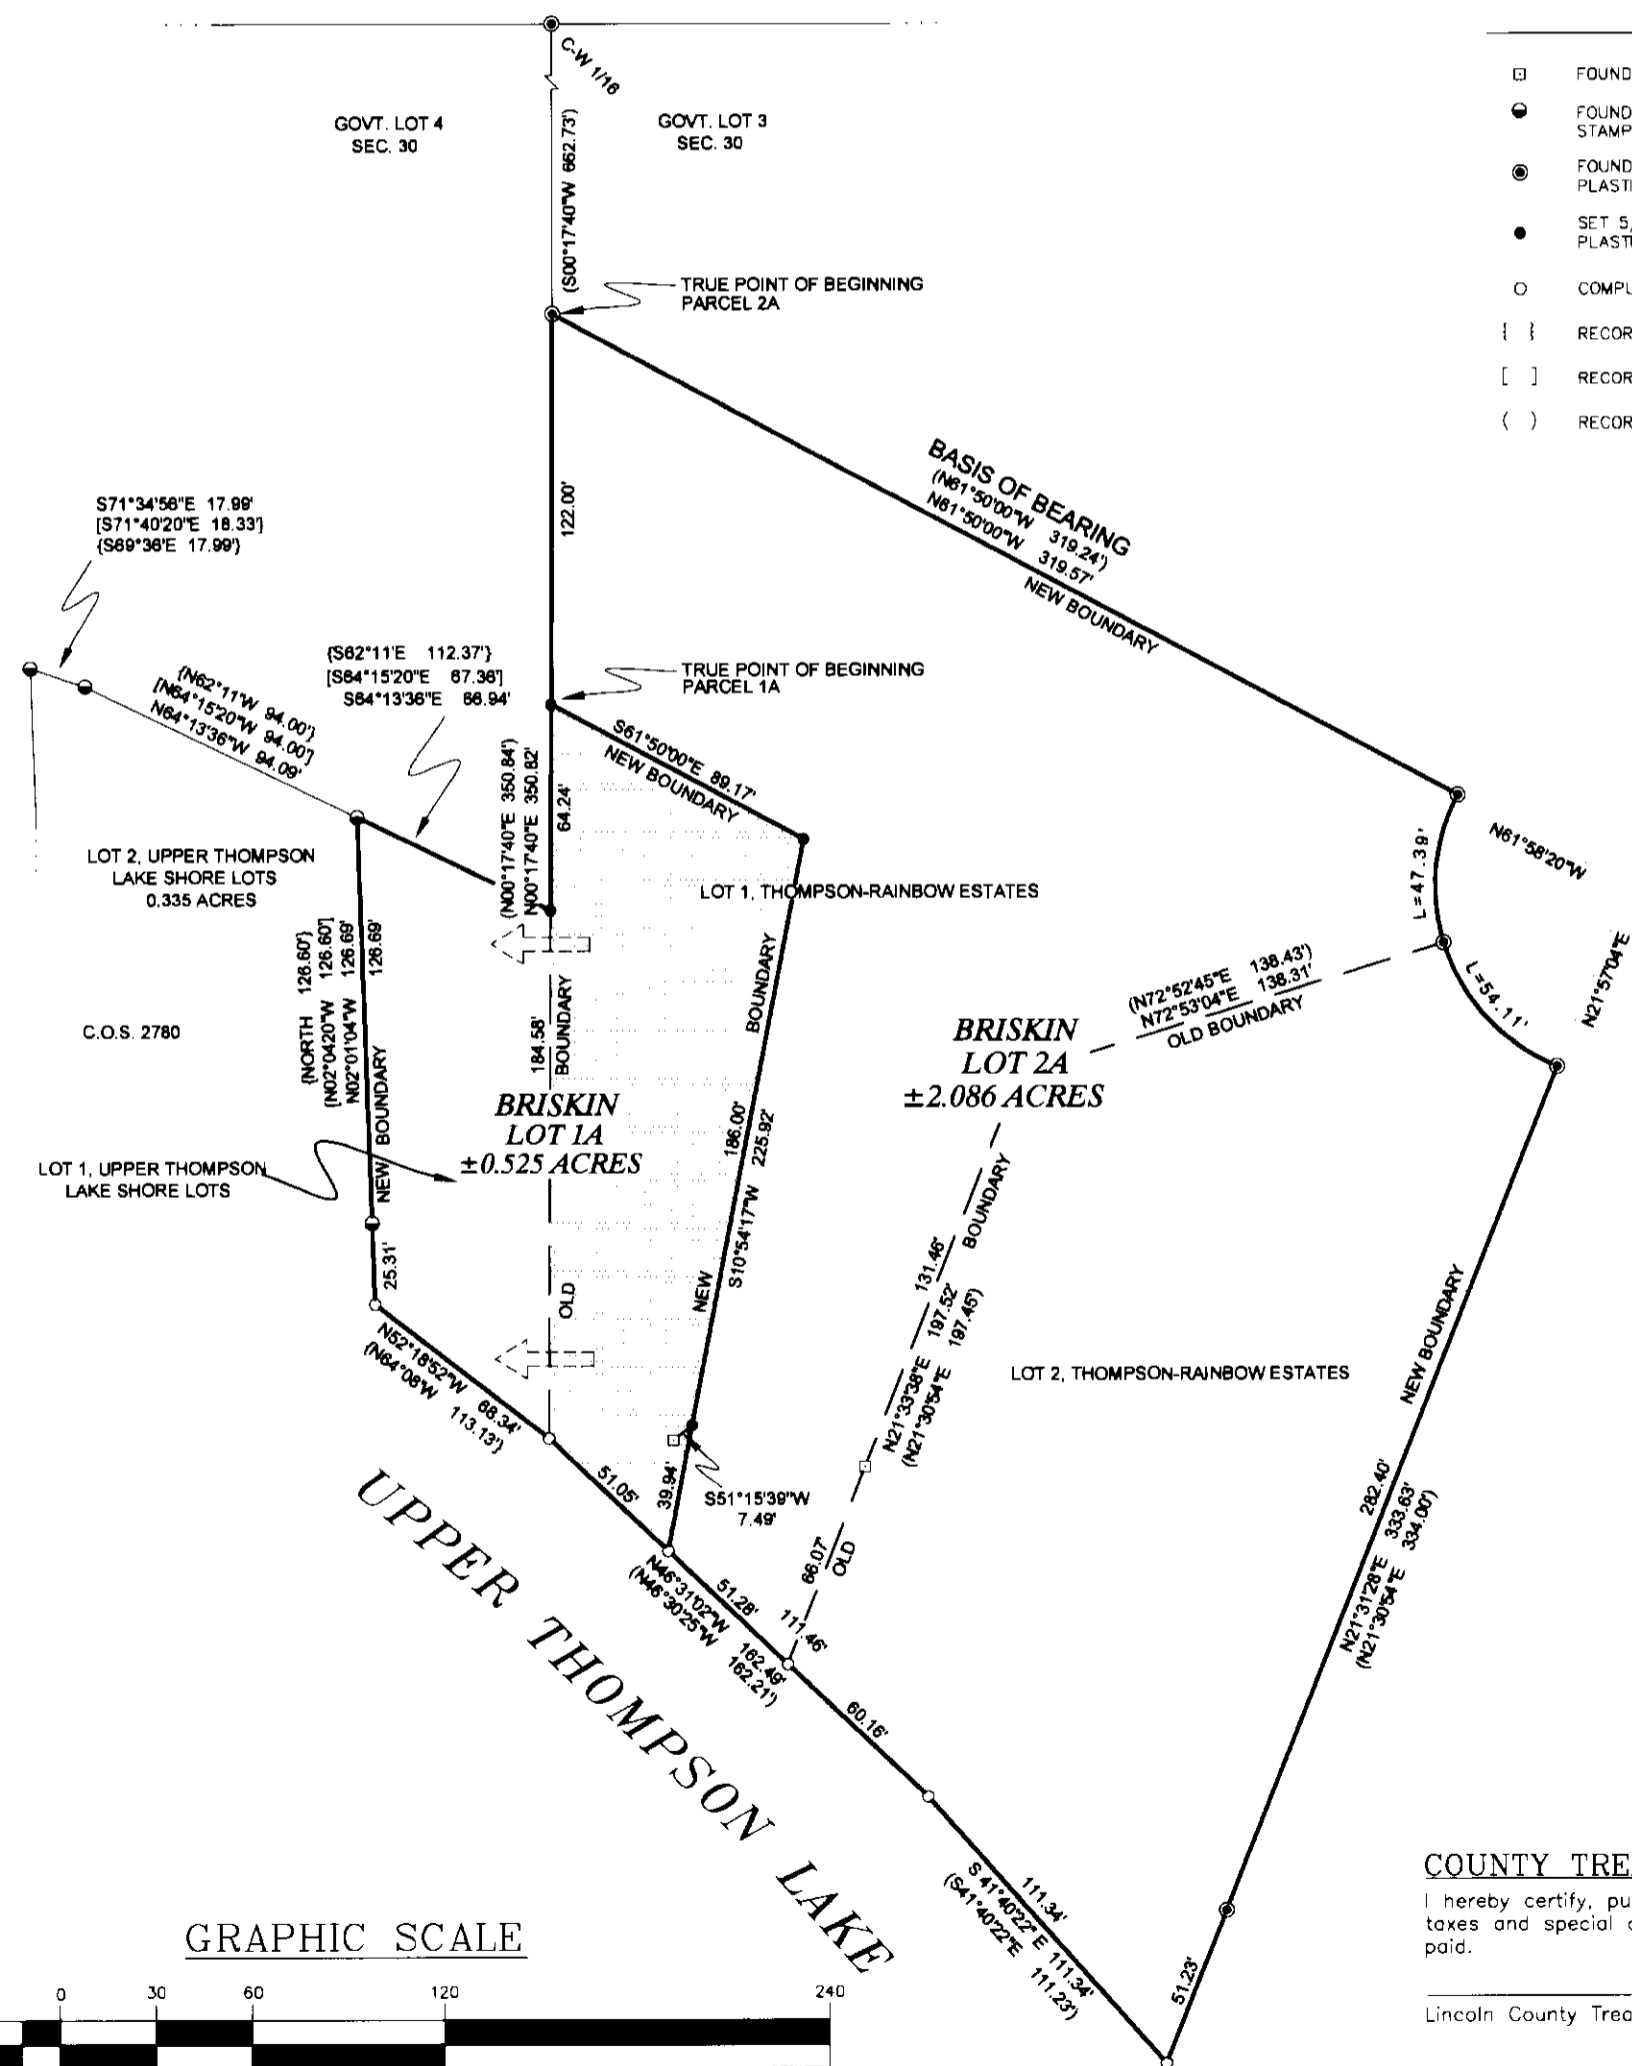 C-W 1/16
GOVT. LOT 4
SEC. 30
GOVT. LOT 3
SEC. 30
(S00°17'40"W 662.73')
FOUND
FOUND
STAMP
FOUND
PLASTI
SET 5
PLAST
COMPU
{ } RECOR
[ ] RECOR
( ) RECOR
TRUE POINT OF BEGINNING
PARCEL 2A
122.00'
BASIS OF BEARING
(N61°50'00"W 319.24')
N61°50'00"W 319.57'
NEW BOUNDARY
S71°34'56"E 17.99'
[S71°40'20"E 18.33']
{S69°36'E 17.99'}
{N62°11'W 94.00'}
[N64°15'20"W 94.00']
N64°13'36"W 94.09'
{S62°11'E 112.37'}
[S64°15'20"E 67.36']
S64°13'36"E 66.94'
TRUE POINT OF BEGINNING
PARCEL 1A
S61°50'00"E 89.17'
NEW BOUNDARY
(N00°17'40"E 350.84')
N00°17'40"E 350.82'
64.24'
N61°58'20"W
L=47.39'
L=54.11'
N21°57'04"E
LOT 2, UPPER THOMPSON
LAKE SHORE LOTS
0.335 ACRES
LOT 1, THOMPSON-RAINBOW ESTATES
{NORTH 126.60'}
[N02°04'20"W 126.60']
N02°01'04"W 126.69'
126.69'
NEW BOUNDARY
C.O.S. 2780
184.58'
OLD BOUNDARY
NEW BOUNDARY
186.00'
S10°54'17"W 225.92'
(N72°52'45"E 138.43')
N72°53'04"E 138.31'
OLD BOUNDARY
BRISKIN
LOT 2A
±2.086 ACRES
BRISKIN
LOT 1A
±0.525 ACRES
LOT 1, UPPER THOMPSON
LAKE SHORE LOTS
25.31'
N52°18'52"W 68.34'
{N64°08'W 113.13'}
51.05'
39.94'
S51°15'39"W
7.49'
131.46'
N21°33'38"E 197.52'
(N21°30'54"E 197.45')
OLD BOUNDARY
66.07'
LOT 2, THOMPSON-RAINBOW ESTATES
NEW BOUNDARY
282.40'
N21°31'28"E 333.63'
(N21°30'54"E 334.00')
51.28'
111.46'
N46°31'02"W 162.49'
(N46°30'25"W 162.21')
60.16'
111.34'
S 41°40'22" E 111.34'
(S41°40'22"E 111.23')
51.23'
UPPER THOMPSON LAKE
GRAPHIC SCALE
0 30 60 120 240
COUNTY TREA
I hereby certify, pu
taxes and special a
paid.
Lincoln County Trea